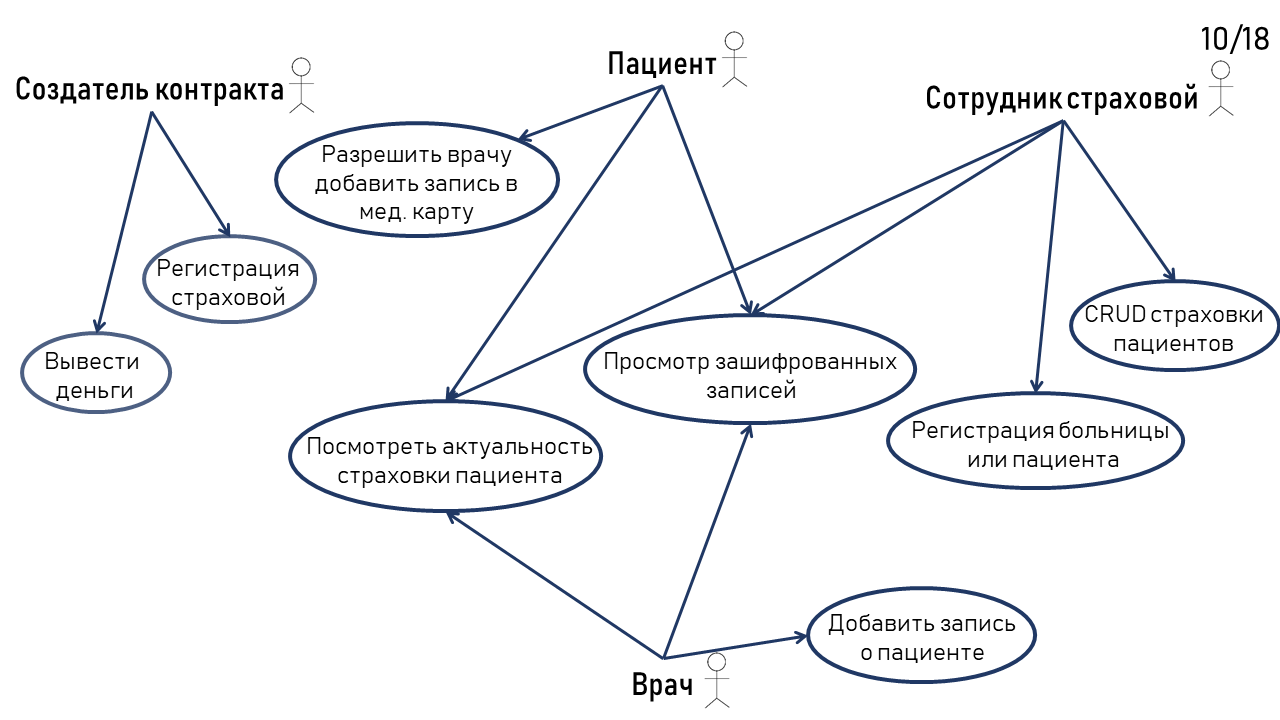 10/18
Создатель контракта
Пациент
Сотрудник страховой
Разрешить врачу
добавить запись в
мед. карту
Регистрация
страховой
Вывести
деньги
CRUD страховки
пациентов
Просмотр зашифрованных
записей
Регистрация больницы
или пациента
Посмотреть актуальность
страховки пациента
Добавить запись
о пациенте
Врач